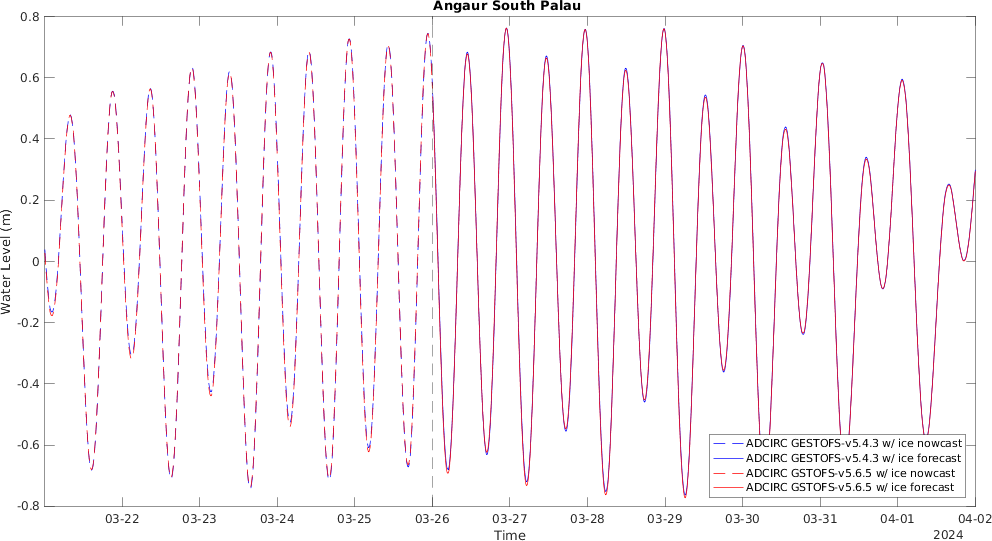 Angaur South Palau
Water Level (m)
0.8
0.6
0.4
0.2
0
-0.2
-0.4
-0.6
-0.8
03-22 03-23 03-24 03-25 03-26 03-27 03-28 03-29 03-30 03-31 04-01 04-02
Time
2024
ADCIRC GESTOFS-v5.4.3 w/ ice nowcast
ADCIRC GESTOFS-v5.4.3 w/ ice forecast
ADCIRC GSTOFS-v5.6.5 w/ ice nowcast
ADCIRC GSTOFS-v5.6.5 w/ ice forecast